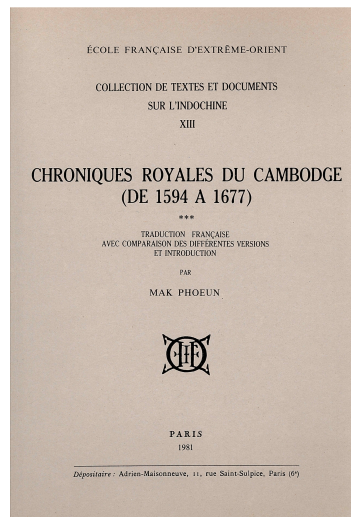 ÉCOLE FRANÇAISE D'EXTRÊME-ORIENT
COLLECTION DE TEXTES ET DOCUMENTS
SUR L'INDOCHINE
XIII
CHRONIQUES ROYALES DU CAMBODGE
(DE 1594 A 1677)
***
TRADUCTION FRANÇAISE
AVEC COMPARAISON DES DIFFÉRENTES VERSIONS
ET INTRODUCTION
PAR
MAK PHOEUN
PARIS
1981
Dépositaire : Adrien-Maisonneuve, 11, rue Saint-Sulpice, Paris (6e)